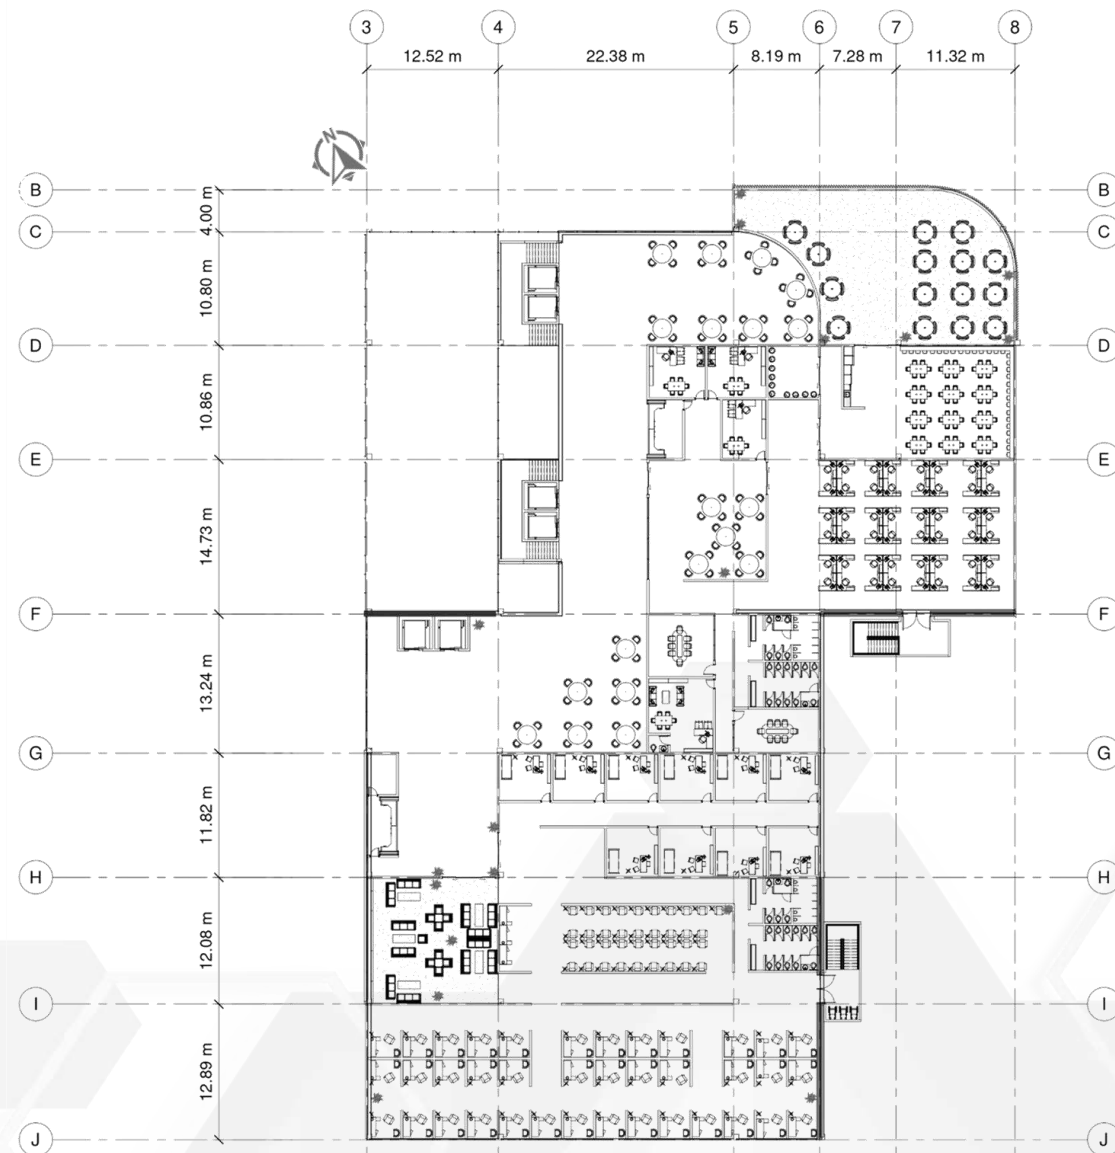 3 4 5 6 7 8
12.52 m 22.38 m 8.19 m 7.28 m 11.32 m
N
B B
4.00 m
C C
10.80 m
D D
10.86 m
E E
14.73 m
F F
13.24 m
G G
11.82 m
H H
12.08 m
I I
12.89 m
J J